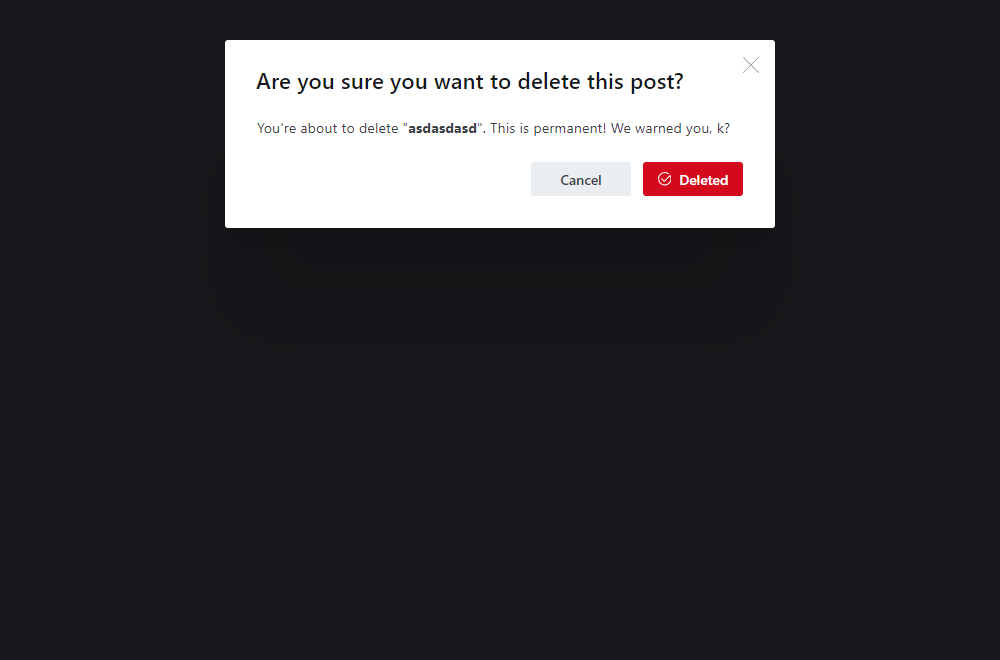 Are you sure you want to delete this post?
You're about to delete "asdasdasd". This is permanent! We warned you, k?
Cancel
Deleted